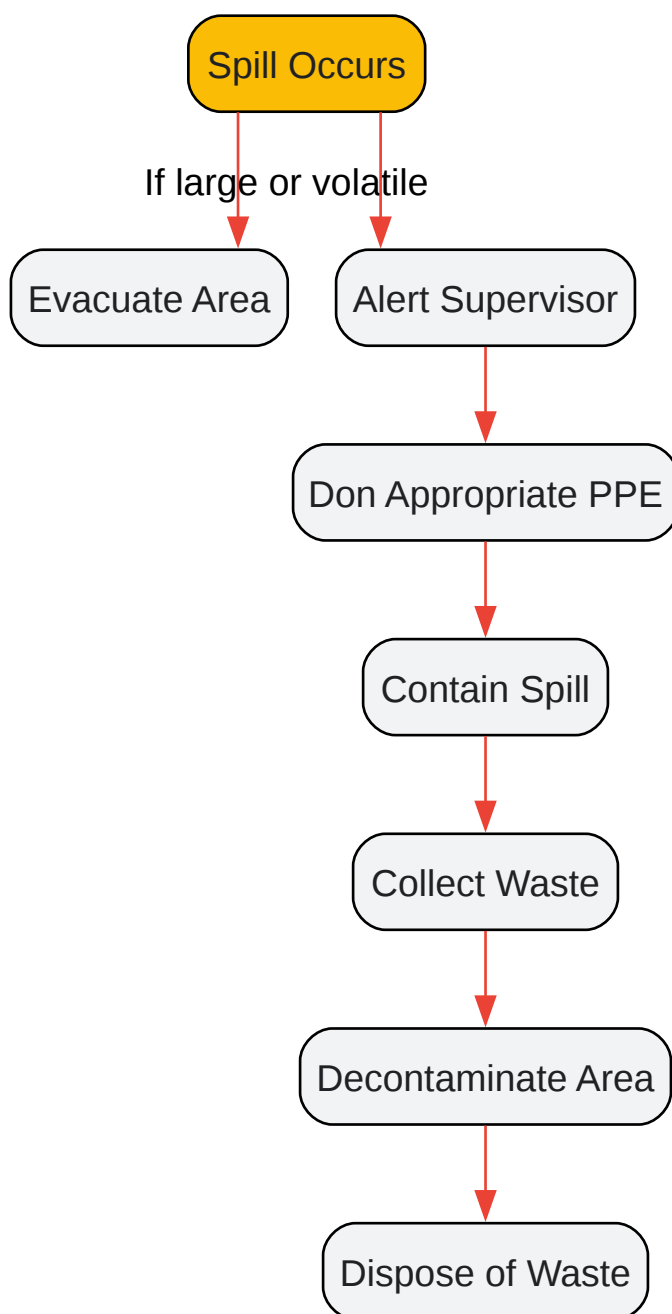 Spill Occurs
If large or volatile
Evacuate Area
Alert Supervisor
Don Appropriate PPE
Contain Spill
Collect Waste
Decontaminate Area
Dispose of Waste